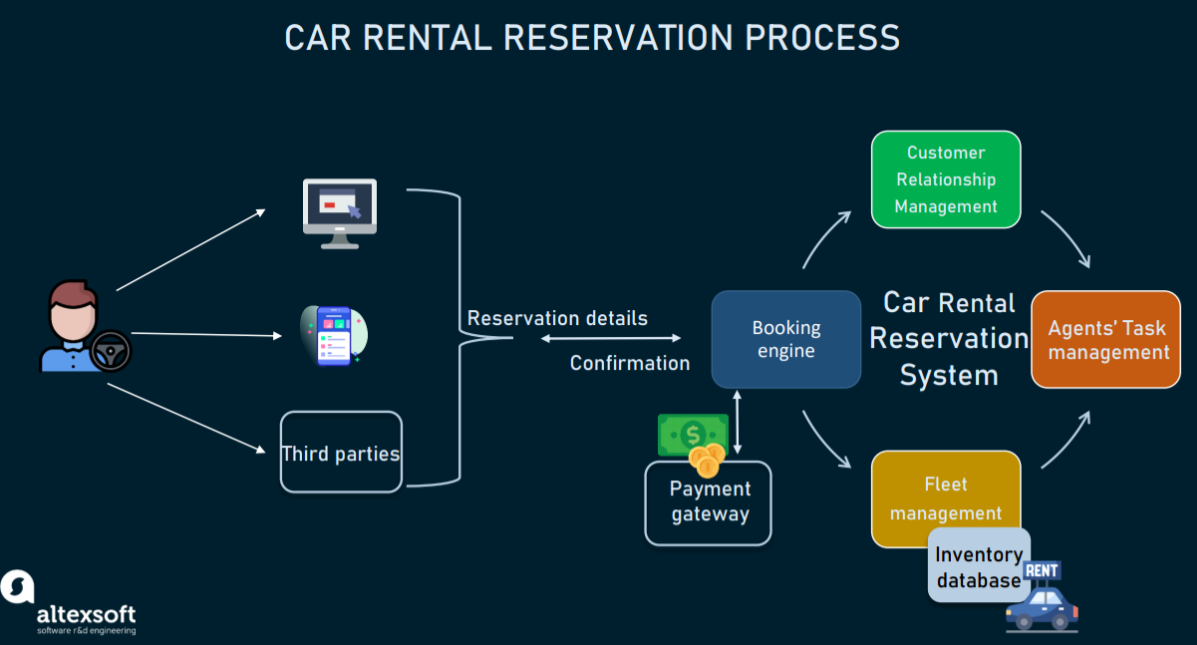 CAR RENTAL RESERVATION PROCESS
Customer
Relationship
Management
Reservation details
Confirmation
Booking
engine
Car Rental
Reservation
System
Agents' Task
management
Third parties
Payment
gateway
Fleet
management
Inventory
database
RENT
altexsoft
software r&d engineering